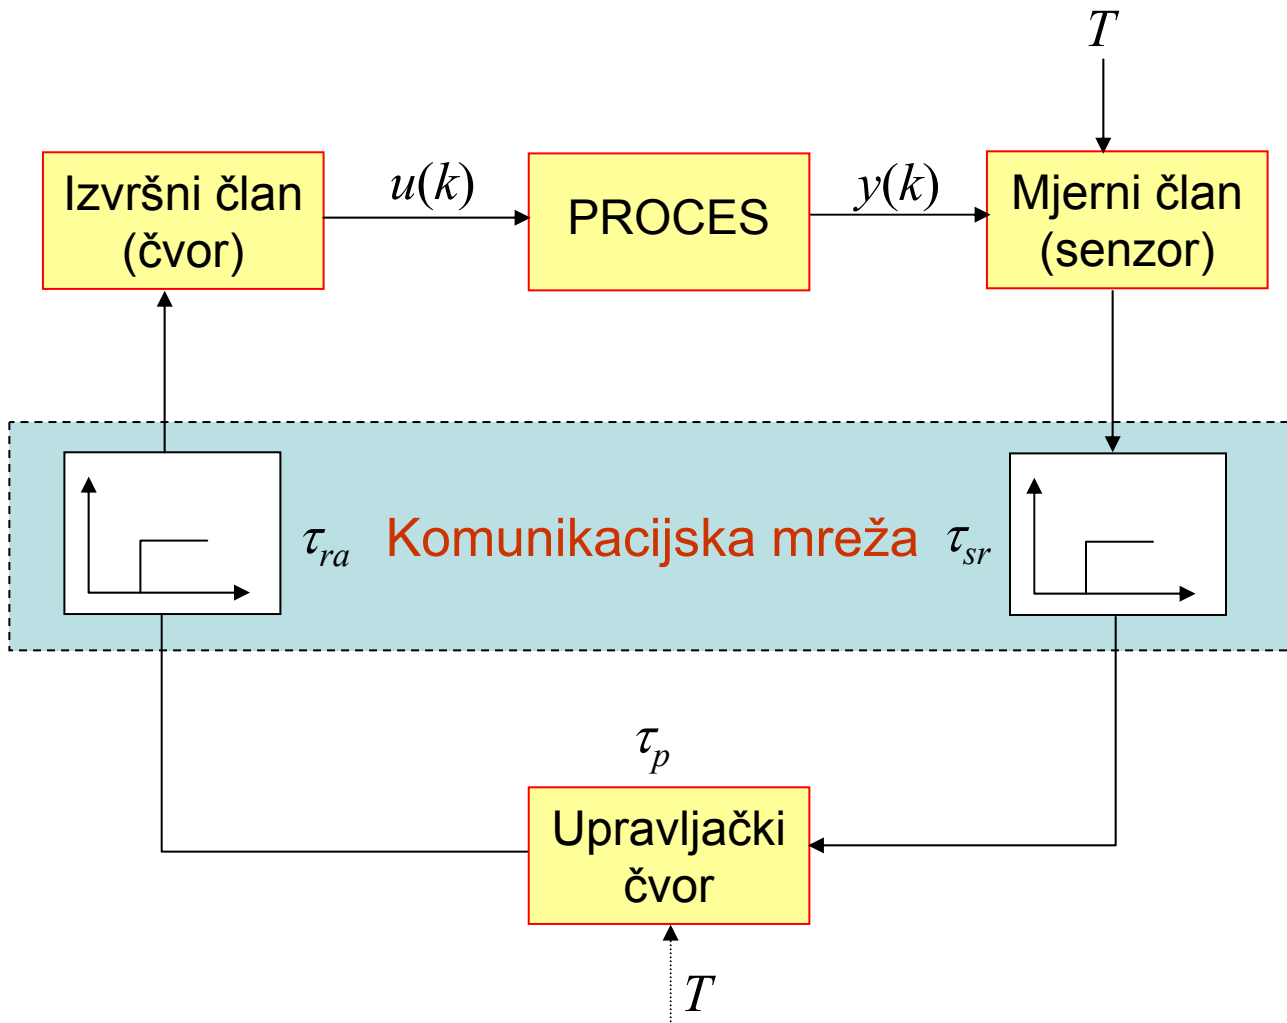 T
Izvršni član
(čvor)
u(k)
PROCES
y(k)
Mjerni član
(senzor)
τra
Komunikacijska mreža
τsr
τp
Upravljački
čvor
T